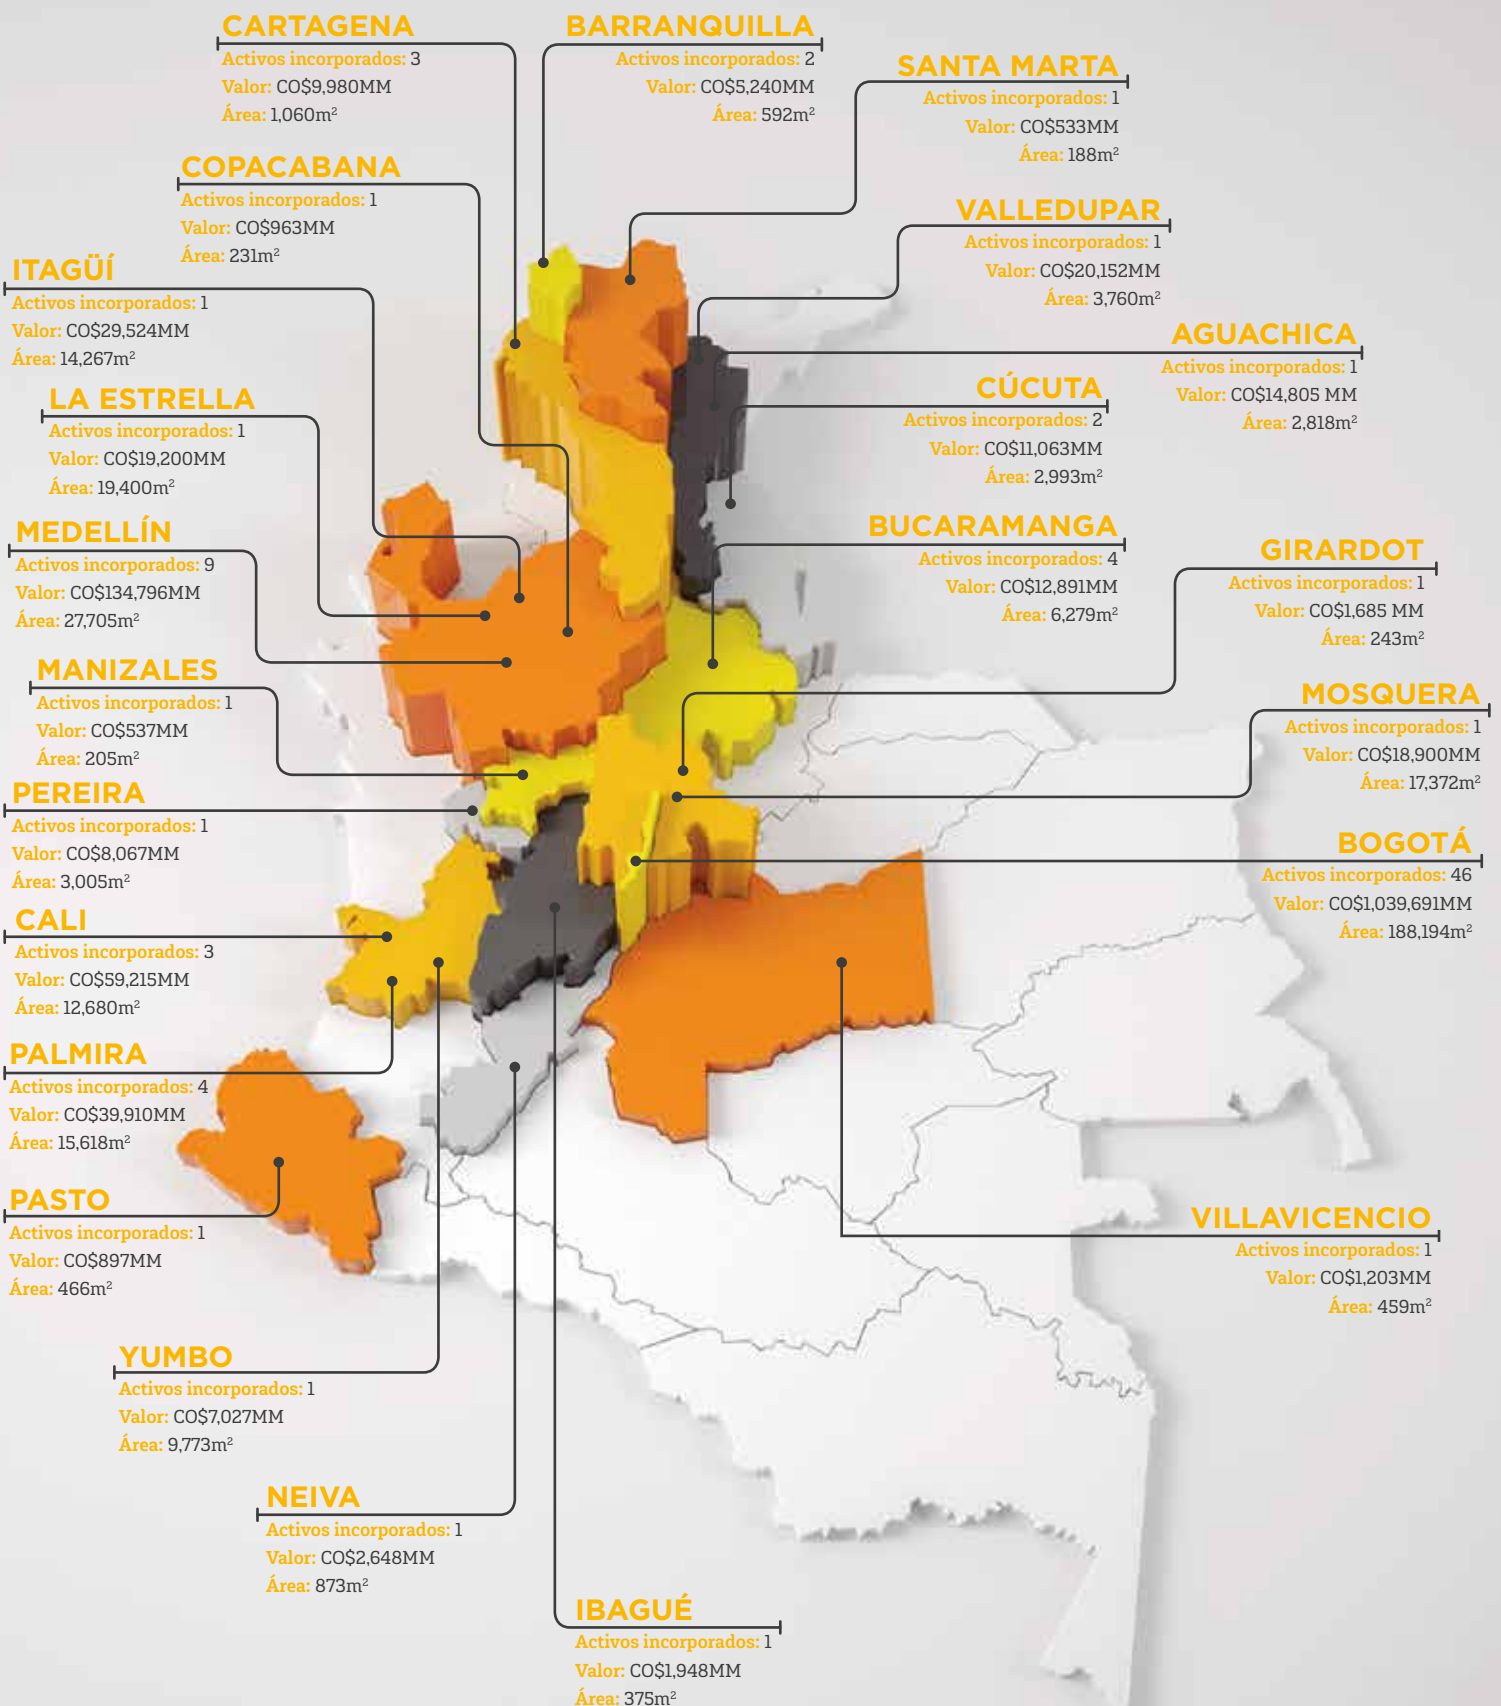 CARTAGENA
Activos incorporados: 3
Valor: CO$9,980MM
Área: 1,060m²
BARRANQUILLA
Activos incorporados: 2
Valor: CO$5,240MM
Área: 592m²
SANTA MARTA
Activos incorporados: 1
Valor: CO$533MM
Área: 188m²
COPACABANA
Activos incorporados: 1
Valor: CO$963MM
Área: 231m²
VALLEDUPAR
Activos incorporados: 1
Valor: CO$20,152MM
Área: 3,760m²
ITAGÜÍ
Activos incorporados: 1
Valor: CO$29,524MM
Área: 14,267m²
AGUACHICA
Activos incorporados: 1
Valor: CO$14,805 MM
Área: 2,818m²
CÚCUTA
Activos incorporados: 2
Valor: CO$11,063MM
Área: 2,993m²
LA ESTRELLA
Activos incorporados: 1
Valor: CO$19,200MM
Área: 19,400m²
MEDELLÍN
Activos incorporados: 9
Valor: CO$134,796MM
Área: 27,705m²
BUCARAMANGA
Activos incorporados: 4
Valor: CO$12,891MM
Área: 6,279m²
GIRARDOT
Activos incorporados: 1
Valor: CO$1,685 MM
Área: 243m²
MANIZALES
Activos incorporados: 1
Valor: CO$537MM
Área: 205m²
MOSQUERA
Activos incorporados: 1
Valor: CO$18,900MM
Área: 17,372m²
PEREIRA
Activos incorporados: 1
Valor: CO$8,067MM
Área: 3,005m²
BOGOTÁ
Activos incorporados: 46
Valor: CO$1,039,691MM
Área: 188,194m²
CALI
Activos incorporados: 3
Valor: CO$59,215MM
Área: 12,680m²
PALMIRA
Activos incorporados: 4
Valor: CO$39,910MM
Área: 15,618m²
PASTO
Activos incorporados: 1
Valor: CO$897MM
Área: 466m²
VILLAVICENCIO
Activos incorporados: 1
Valor: CO$1,203MM
Área: 459m²
YUMBO
Activos incorporados: 1
Valor: CO$7,027MM
Área: 9,773m²
NEIVA
Activos incorporados: 1
Valor: CO$2,648MM
Área: 873m²
IBAGUÉ
Activos incorporados: 1
Valor: CO$1,948MM
Área: 375m²